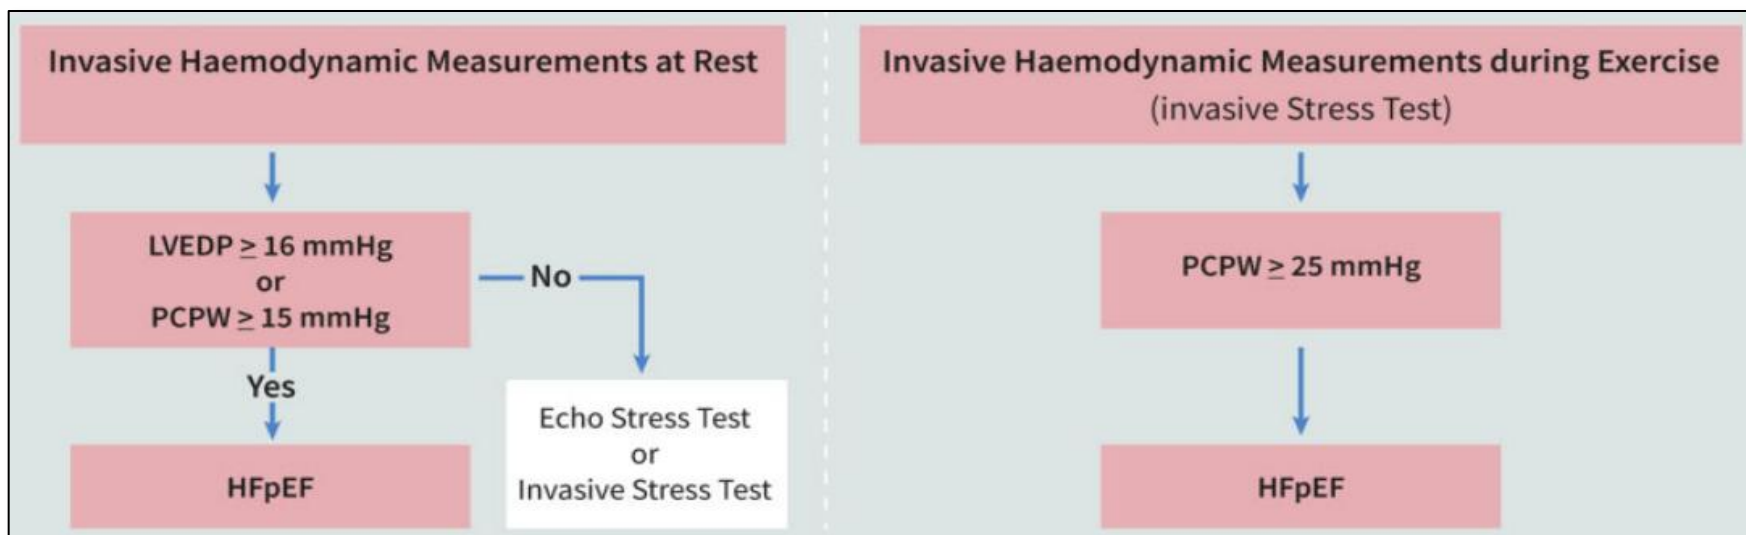 Invasive Haemodynamic Measurements at Rest
LVEDP ≥ 16 mmHg
or
PCPW ≥ 15 mmHg
No
Yes
HFpEF
Echo Stress Test
or
Invasive Stress Test
Invasive Haemodynamic Measurements during Exercise
(invasive Stress Test)
PCPW ≥ 25 mmHg
HFpEF